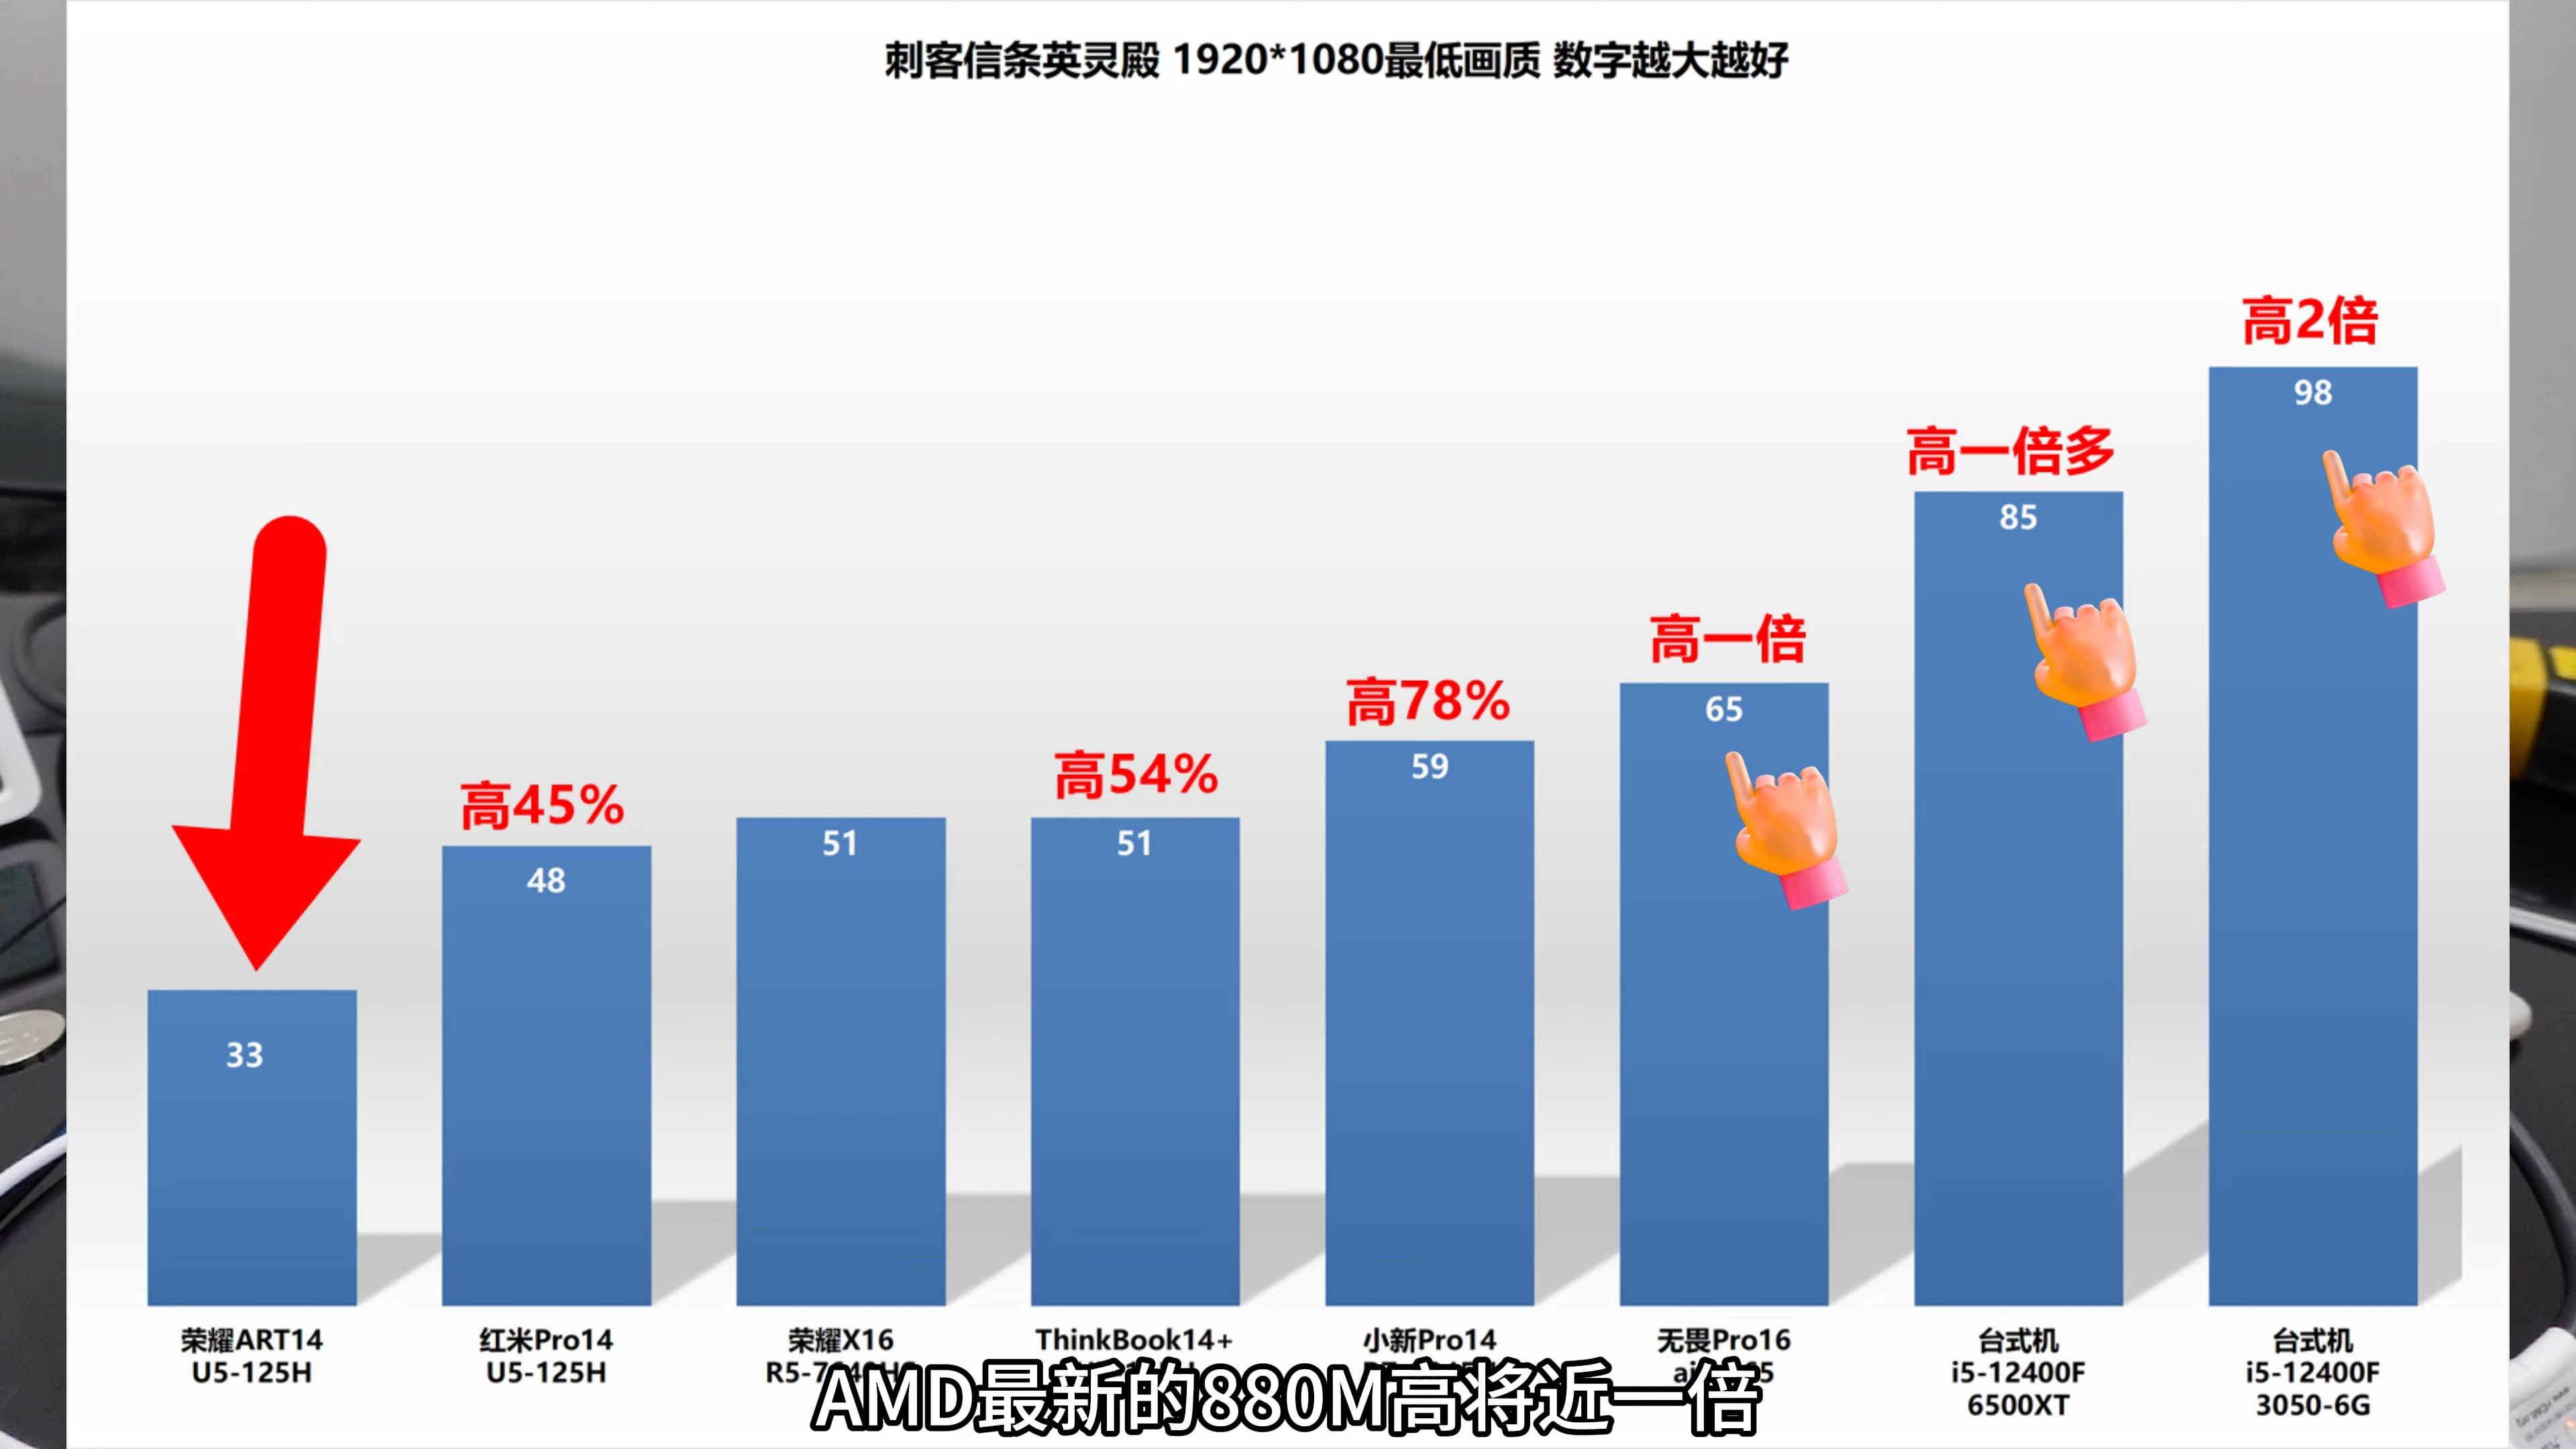 刺客信条英灵殿 1920*1080最低画质 数字越大越好
高2倍
98
高一倍多
85
高一倍
65
高78%
59
高54%
51
51
高45%
48
33
荣耀ART14
U5-125H
红米Pro14
U5-125H
荣耀X16
ThinkBook14+
小新Pro14
无畏Pro16
台式机
i5-12400F
6500XT
台式机
i5-12400F
3050-6G
AMD最新的880M高将近一倍